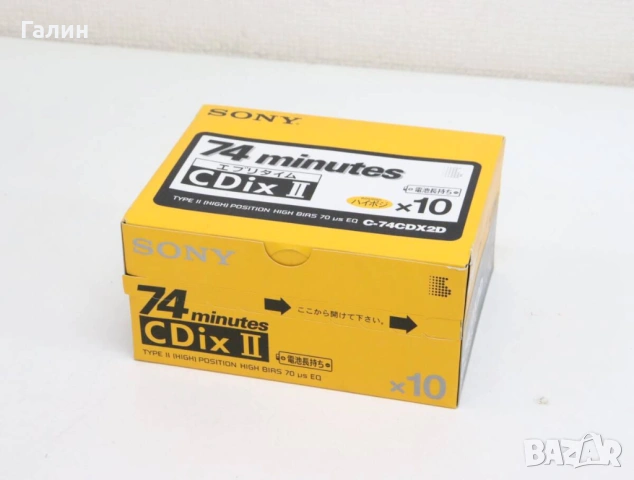 Галин
SONY
74 minutes
エブリタイム
CDix II
ハイポジ
電池長持ち
×10
TYPE II (HIGH) POSITION HIGH BIAS 70 μs EQ
C-74CDX2D
SONY
74 minutes
ここから開けて下さい。
CDix II
TYPE II (HIGH) POSITION HIGH BIAS 70 μs EQ
電池長持ち
×10
BAZAR